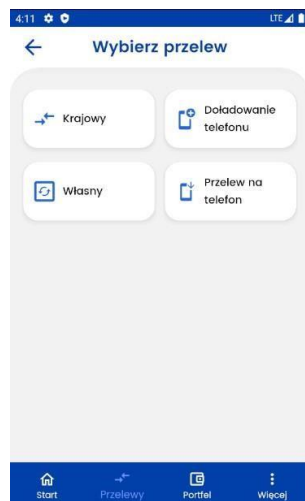 4:11 LTE
Wybierz przelew
Krajowy
Doładowanie
telefonu
Własny
Przelew na
telefon
Start Przelewy Portfel Więcej